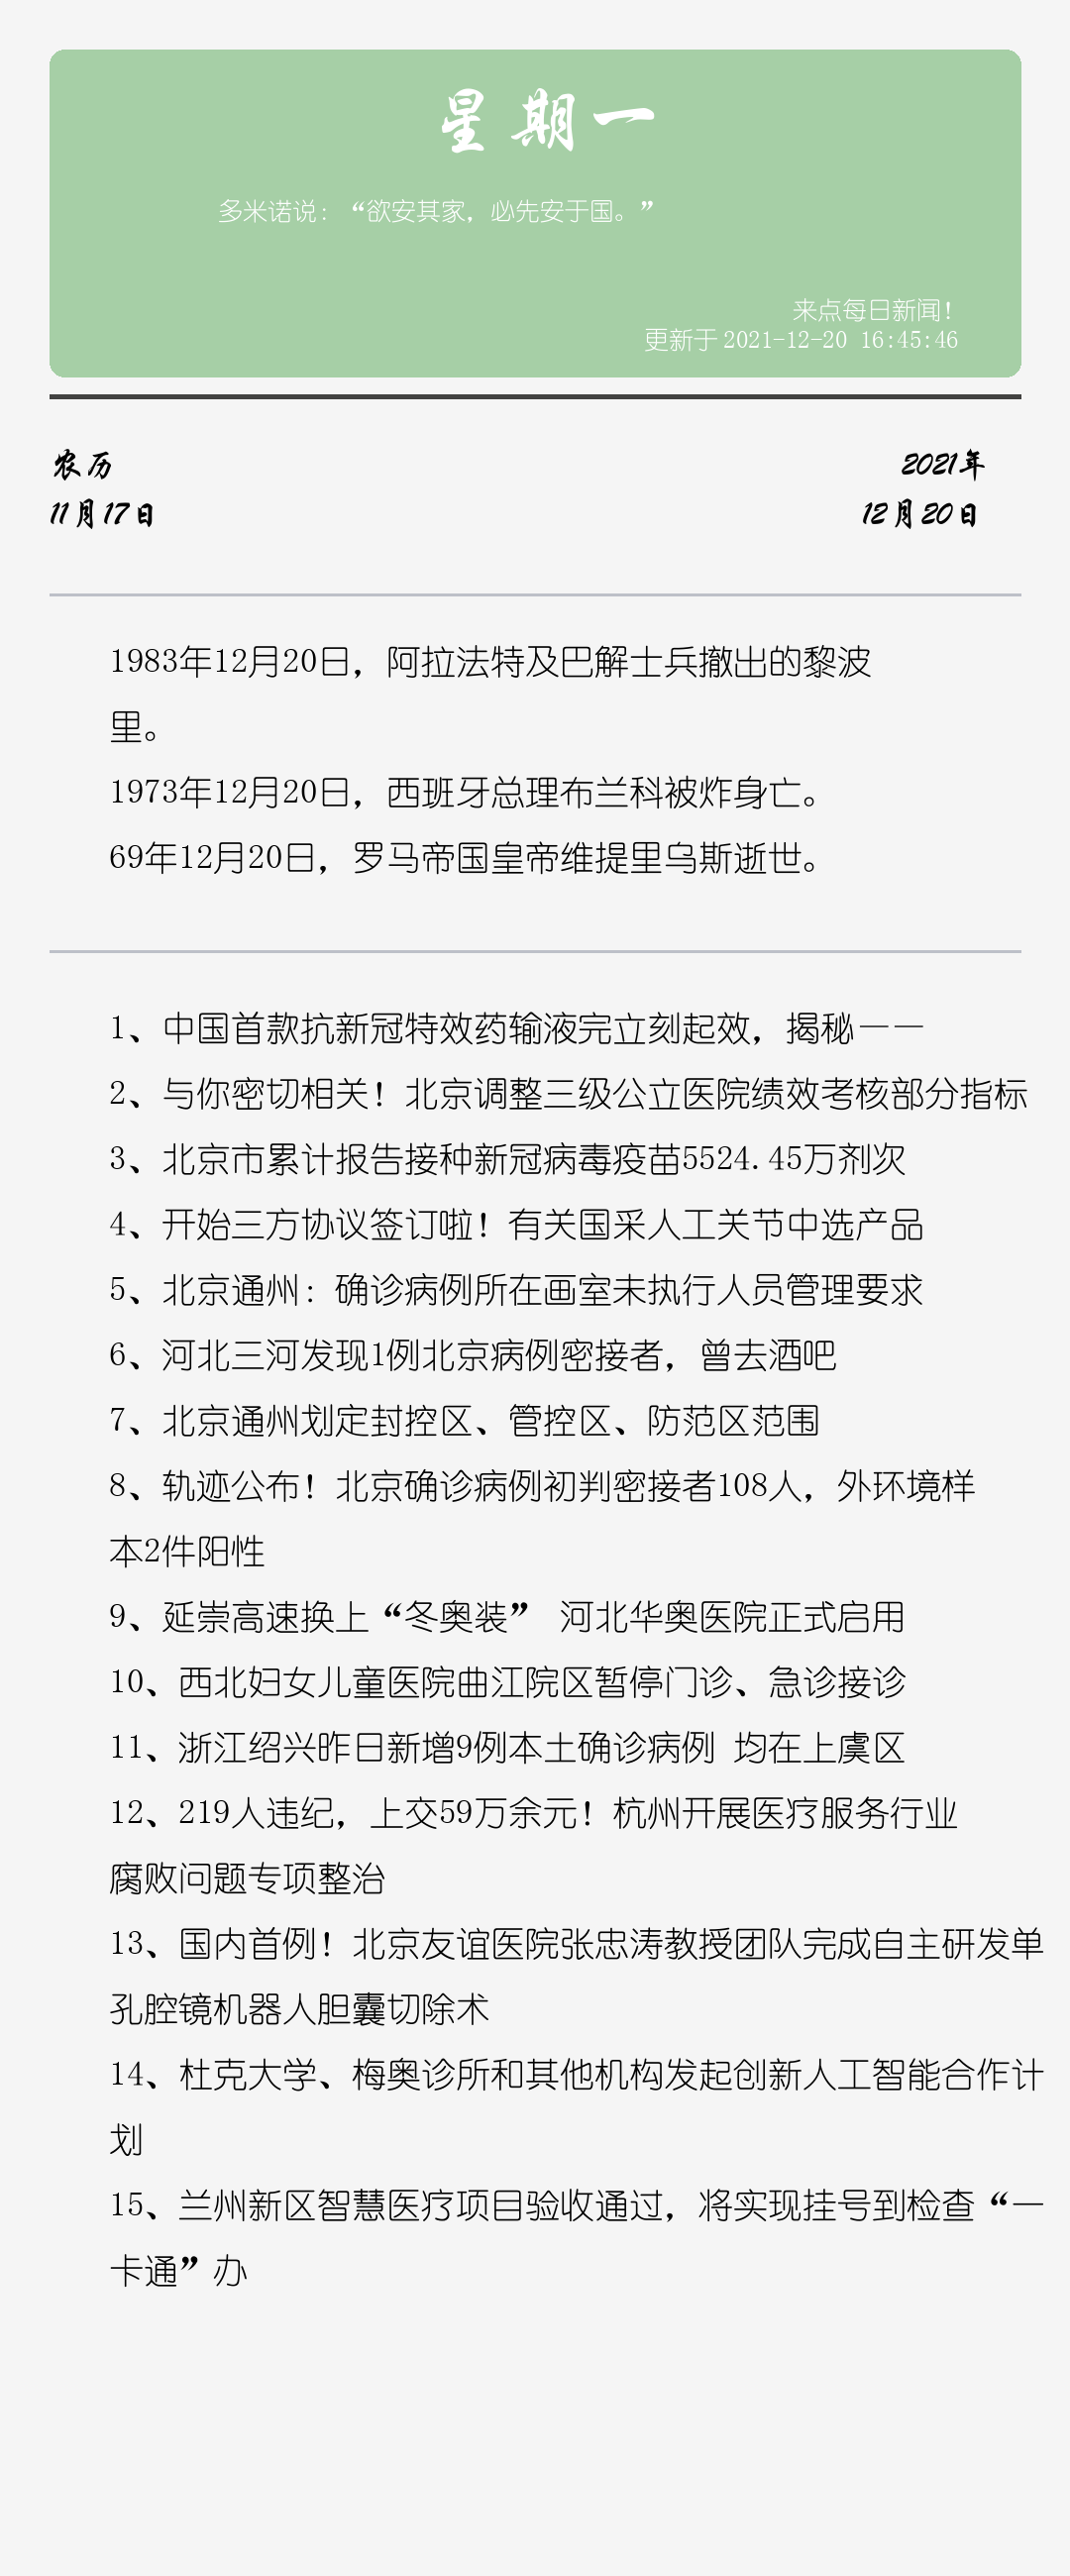 星期一
多米诺说：“欲安其家，必先安于国。”
来点每日新闻！
更新于 2021-12-20 16:45:46
农历
2021年
11月17日
12月20日
1983年12月20日，阿拉法特及巴解士兵撤出的黎波
里。
1973年12月20日，西班牙总理布兰科被炸身亡。
69年12月20日，罗马帝国皇帝维提里乌斯逝世。
1、中国首款抗新冠特效药输液完立刻起效，揭秘——
2、与你密切相关！北京调整三级公立医院绩效考核部分指标
3、北京市累计报告接种新冠病毒疫苗5524.45万剂次
4、开始三方协议签订啦！有关国采人工关节中选产品
5、北京通州：确诊病例所在画室未执行人员管理要求
6、河北三河发现1例北京病例密接者，曾去酒吧
7、北京通州划定封控区、管控区、防范区范围
8、轨迹公布！北京确诊病例初判密接者108人，外环境样
本2件阳性
9、延崇高速换上“冬奥装” 河北华奥医院正式启用
10、西北妇女儿童医院曲江院区暂停门诊、急诊接诊
11、浙江绍兴昨日新增9例本土确诊病例 均在上虞区
12、219人违纪，上交59万余元！杭州开展医疗服务行业
腐败问题专项整治
13、国内首例！北京友谊医院张忠涛教授团队完成自主研发单
孔腔镜机器人胆囊切除术
14、杜克大学、梅奥诊所和其他机构发起创新人工智能合作计
划
15、兰州新区智慧医疗项目验收通过，将实现挂号到检查“一
卡通”办